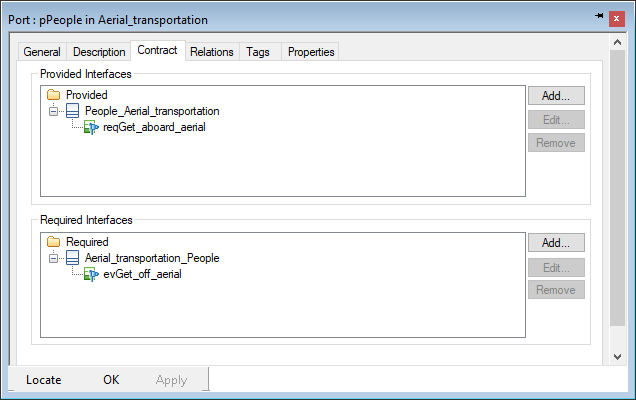 Port : pPeople in Aerial_transportation
General Description Contract Relations Tags Properties
Provided Interfaces
Provided
People_Aerial_transportation
reqGet_aboard_aerial
Add...
Edit...
Remove
Required Interfaces
Required
Aerial_transportation_People
evGet_off_aerial
Add...
Edit...
Remove
Locate OK Apply